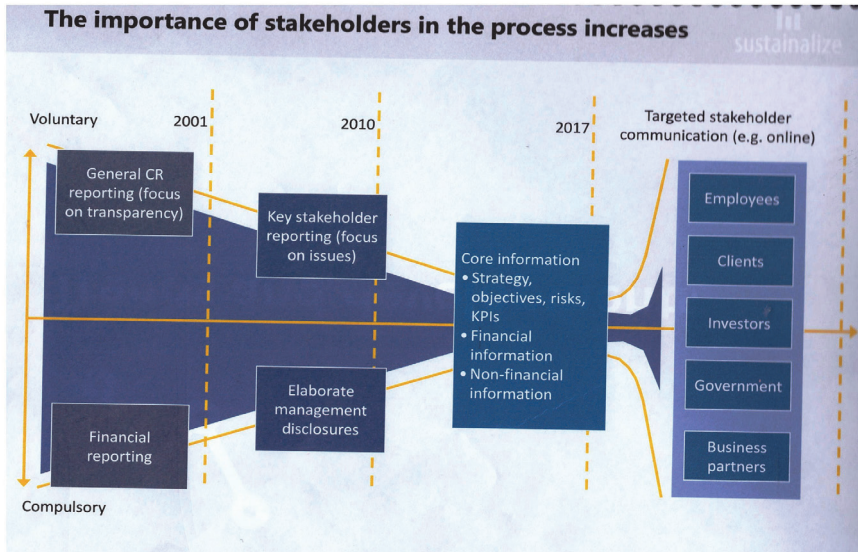 The importance of stakeholders in the process increases
sustainalize
Voluntary
2001
2010
2017
Targeted stakeholder
communication (e.g. online)
General CR
reporting (focus
on transparency)
Key stakeholder
reporting (focus
on issues)
Core information
• Strategy,
objectives, risks,
KPIs
• Financial
information
• Non-financial
information
Employees
Clients
Investors
Government
Business
partners
Financial
reporting
Elaborate
management
disclosures
Compulsory